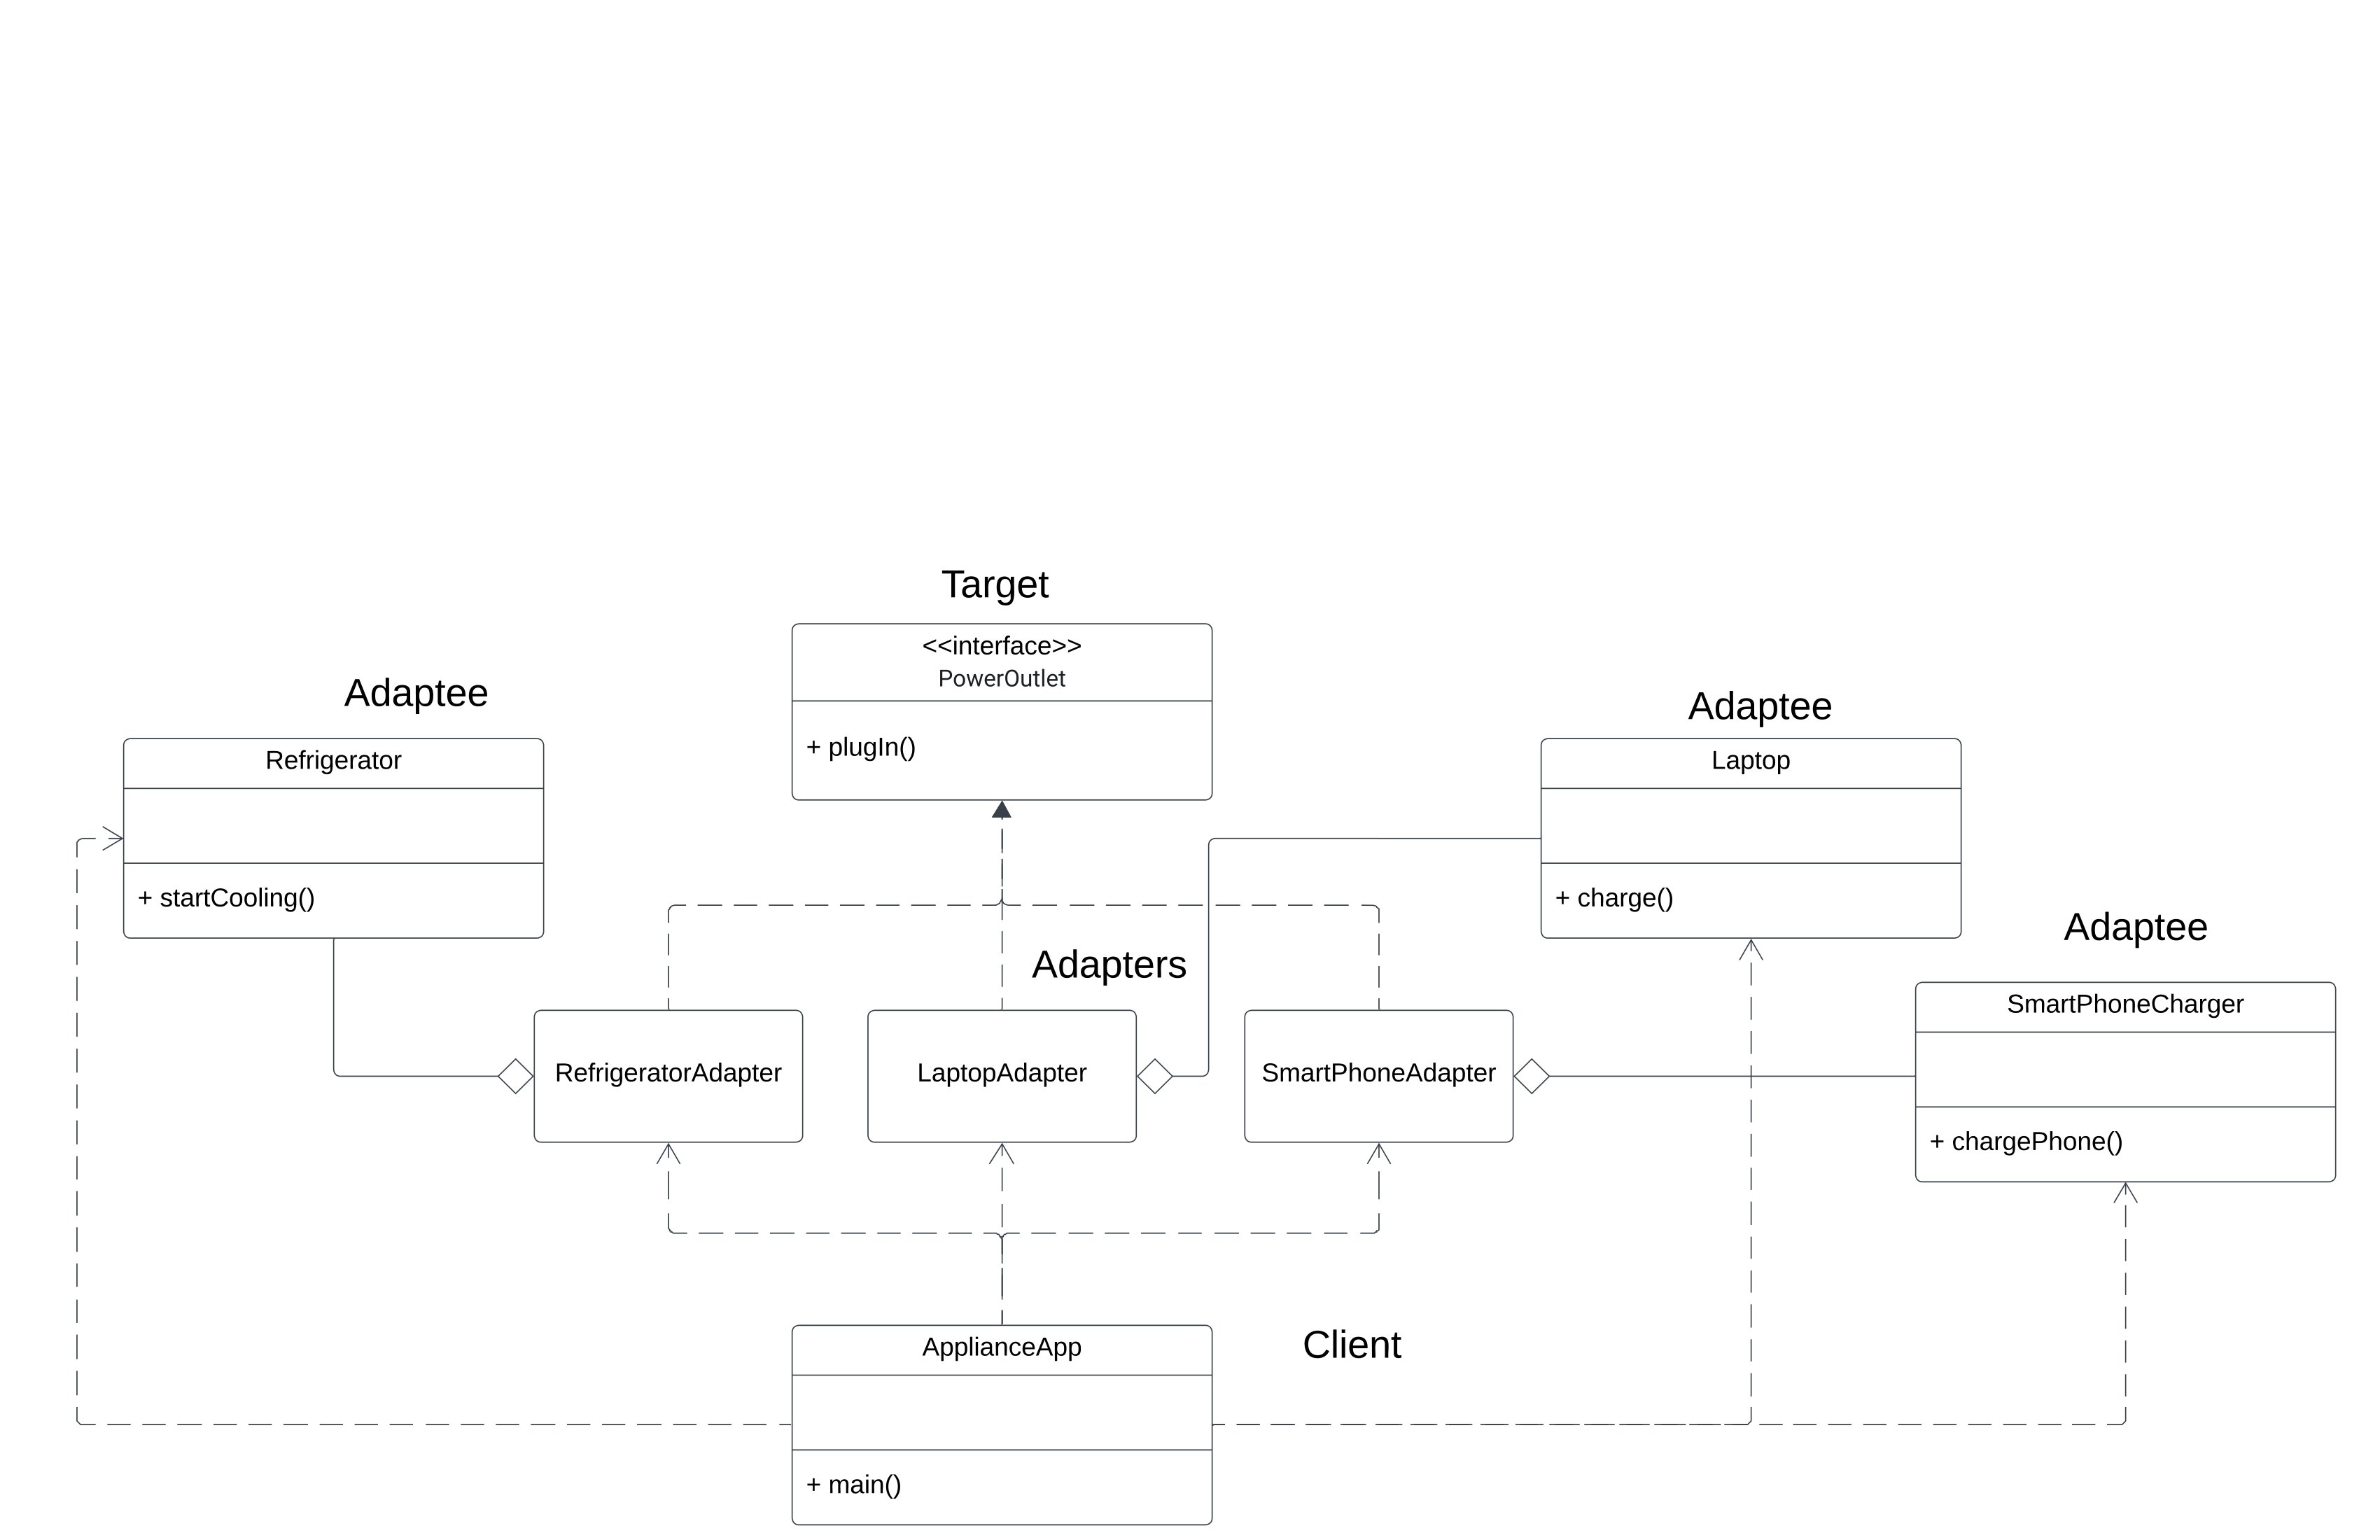 Target
<<interface>>
PowerOutlet
+ plugIn()
Adaptee
Refrigerator
+ startCooling()
Adaptee
Laptop
+ charge()
Adaptee
SmartPhoneCharger
+ chargePhone()
Adapters
RefrigeratorAdapter
LaptopAdapter
SmartPhoneAdapter
Client
ApplianceApp
+ main()